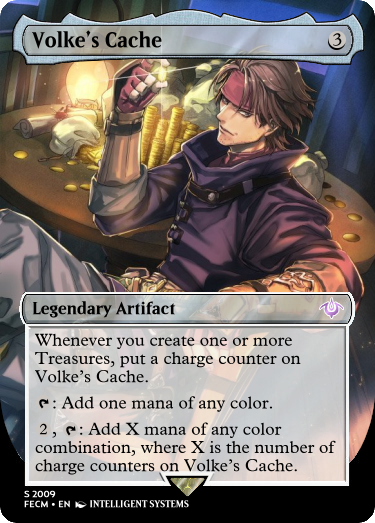 Volke's Cache 3
Legendary Artifact
Whenever you create one or more
Treasures, put a charge counter on
Volke's Cache.
: Add one mana of any color.
2 , : Add X mana of any color
combination, where X is the number of
charge counters on Volke's Cache.
S 2009
FECM • EN INTELLIGENT SYSTEMS